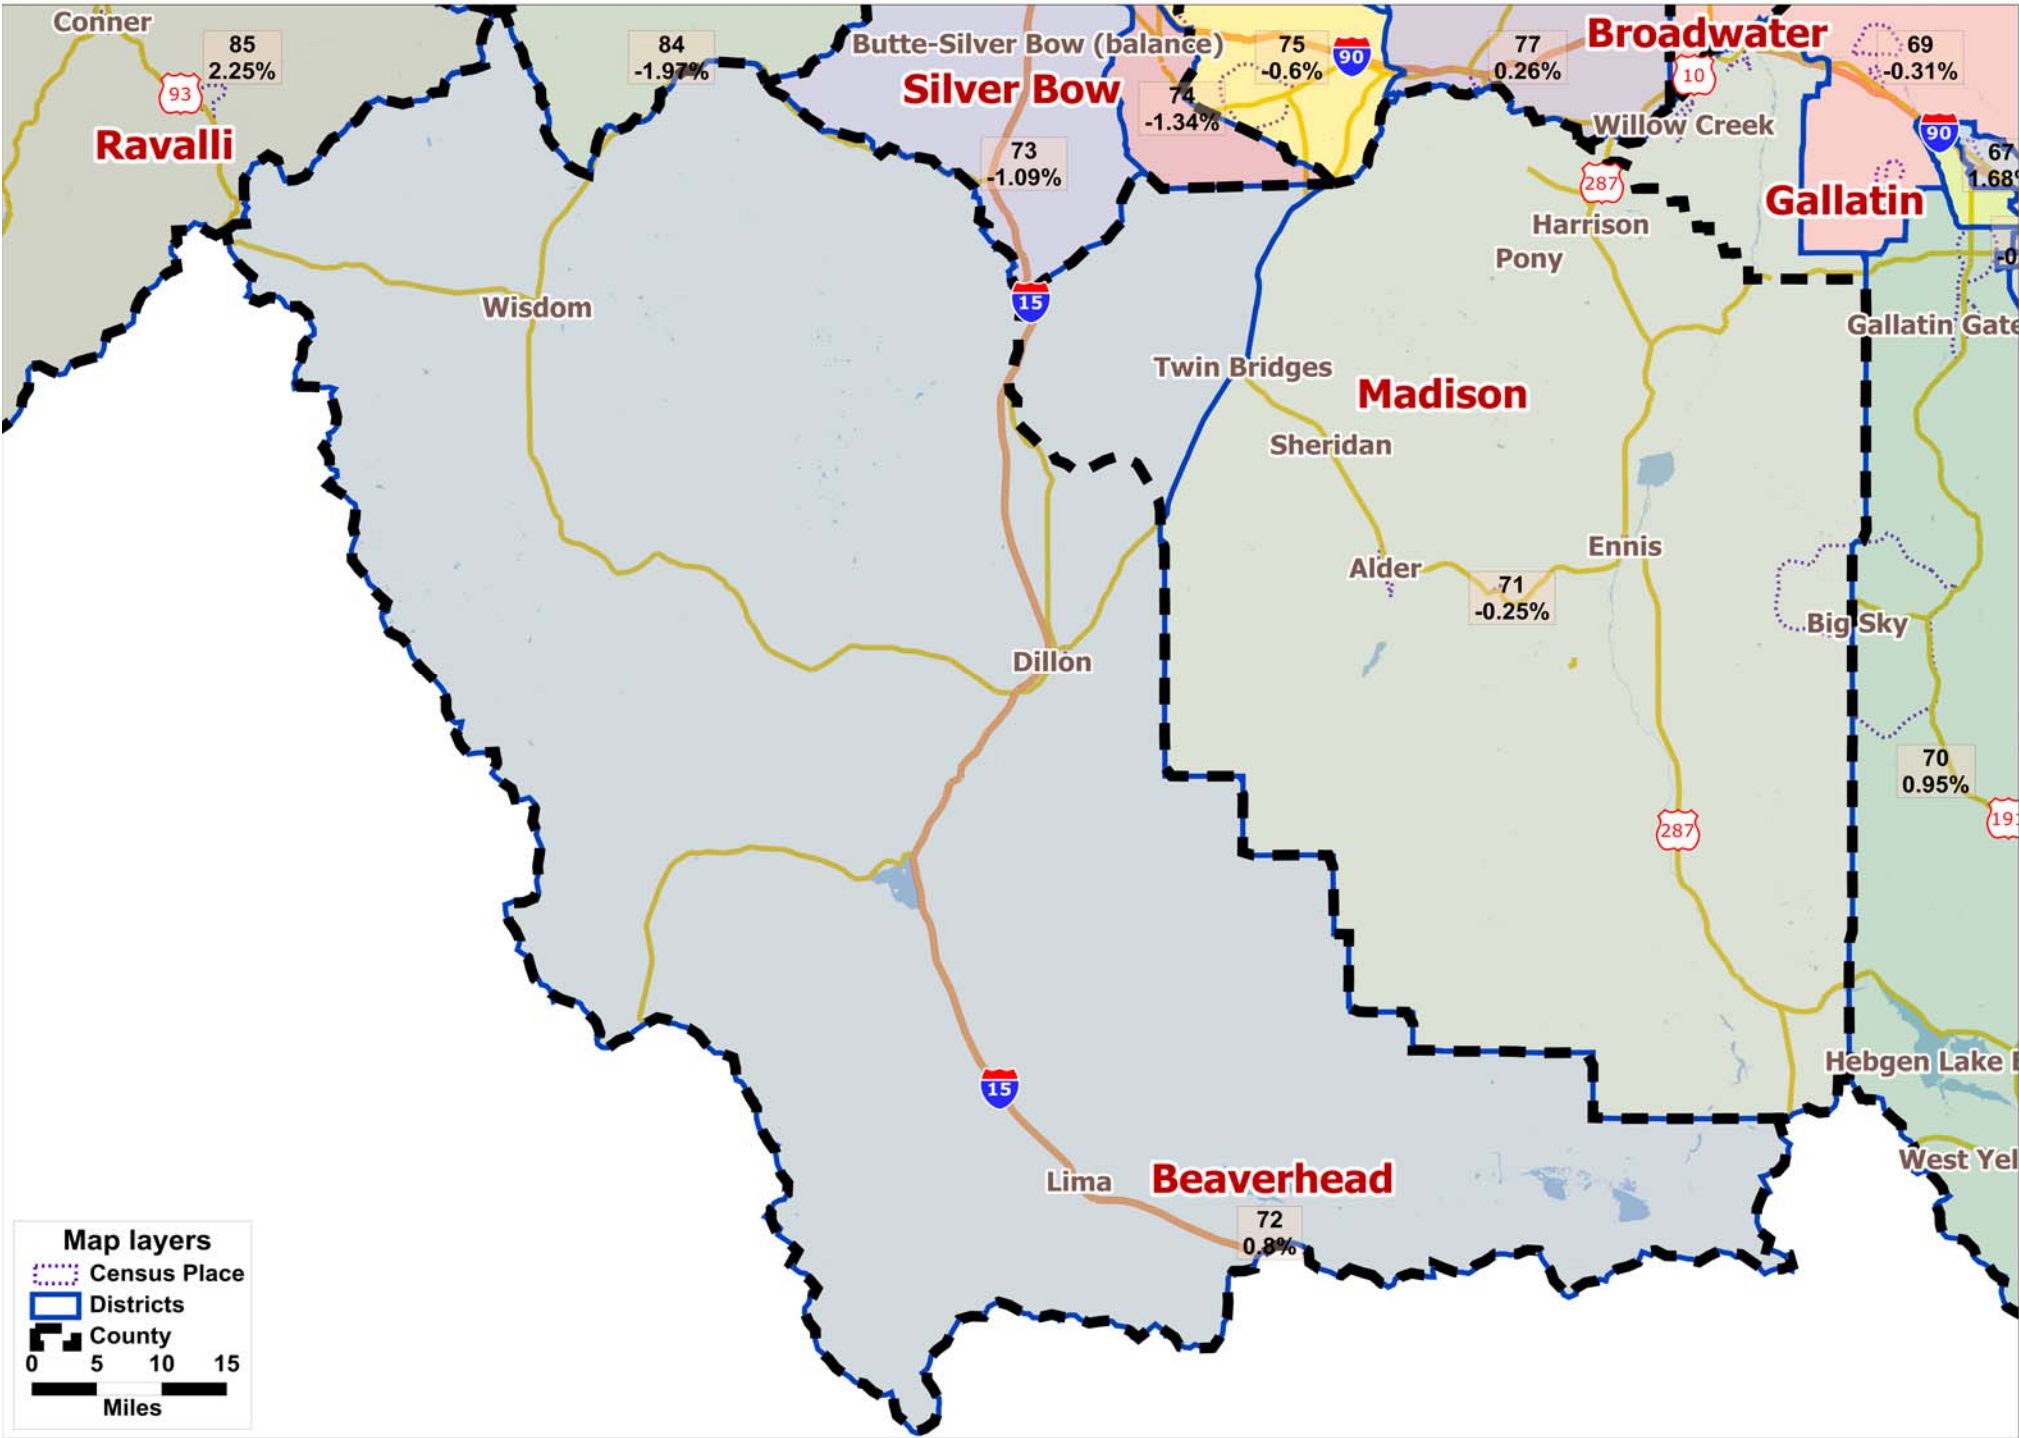 Conner
85
2.25%
93
Ravalli
84
-1.97%
Butte-Silver Bow (balance)
Silver Bow
73
-1.09%
74
-1.34%
75
-0.6%
90
77
0.26%
Broadwater
10
69
-0.31%
Willow Creek
90
67
287
Gallatin
Harrison
Pony
Wisdom
15
Gallatin
Twin Bridges
Madison
Sheridan
Ennis
Alder
71
-0.25%
Big Sky
Dillon
70
0.95%
191
287
Hebgen Lake
15
West
Lima
Beaverhead
72
0.8%
Map layers
Census Place
Districts
County
0 5 10 15
Miles